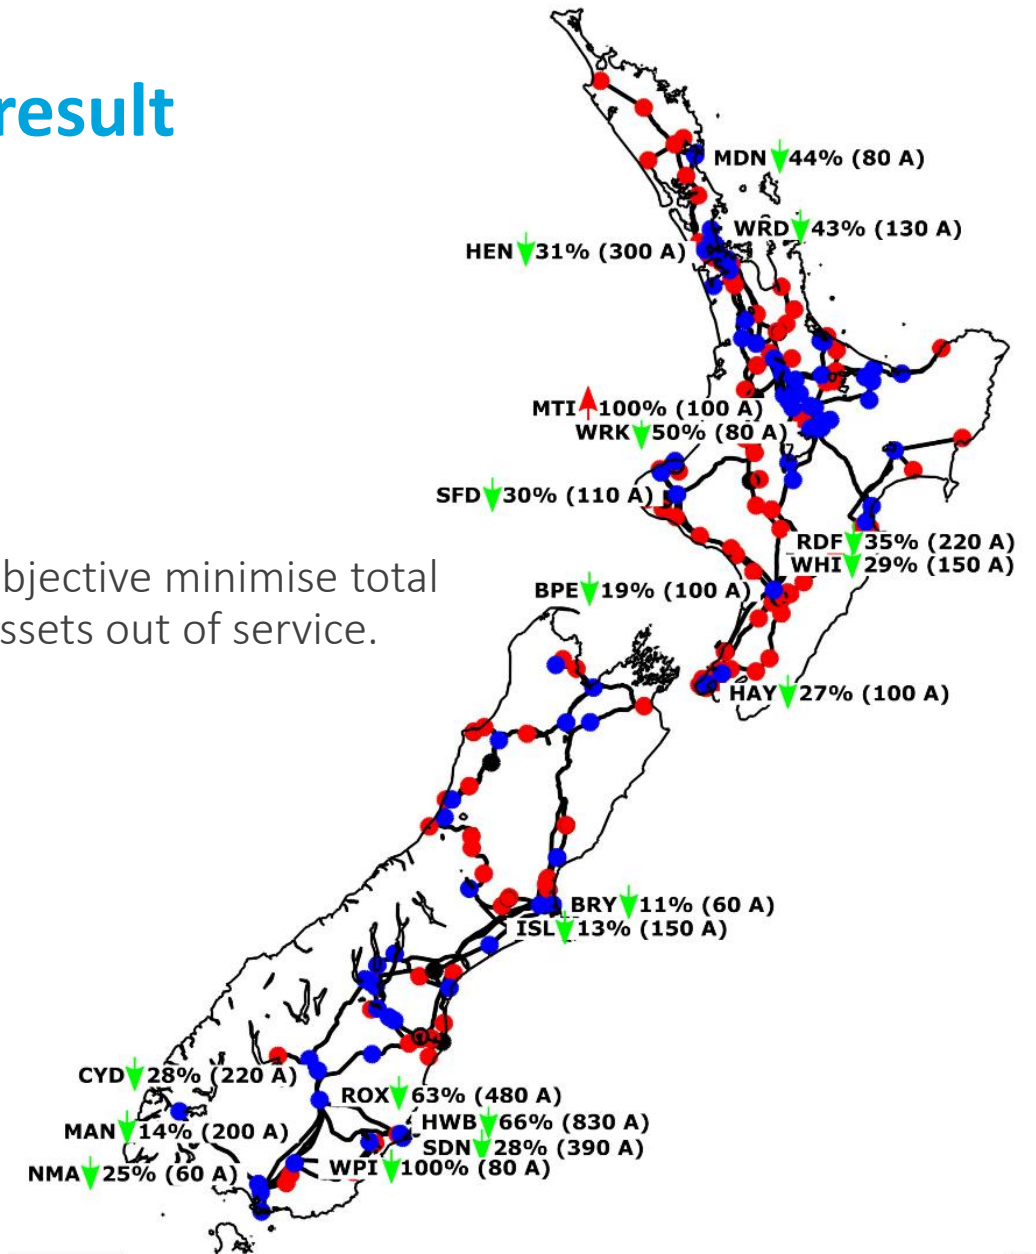 result
MDN 44% (80 A)
WRD 43% (130 A)
HEN 31% (300 A)
MTI 100% (100 A)
WRK 50% (80 A)
SFD 30% (110 A)
RDF 35% (220 A)
WHI 29% (150 A)
bjective minimise total
ssets out of service.
BPE 19% (100 A)
HAY 27% (100 A)
BRY 11% (60 A)
ISL 13% (150 A)
CYD 28% (220 A)
ROX 63% (480 A)
HWB 66% (830 A)
MAN 14% (200 A)
SDN 28% (390 A)
WPI 100% (80 A)
NMA 25% (60 A)